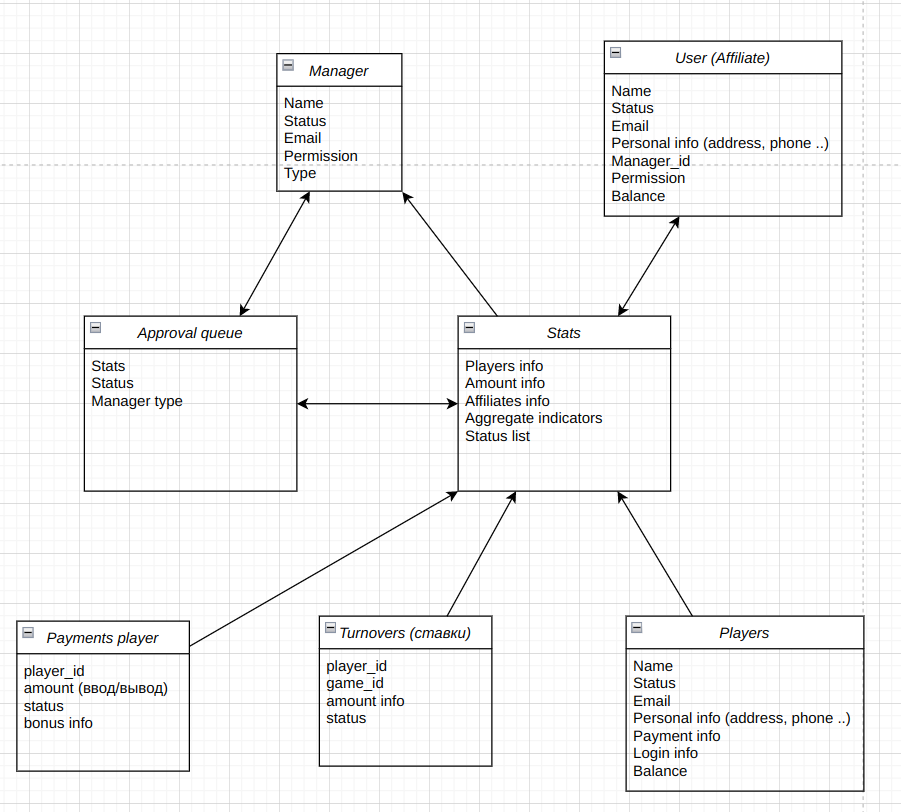 Manager
Name
Status
Email
Permission
Type
User (Affiliate)
Name
Status
Email
Personal info (address, phone ..)
Manager_id
Permission
Balance
Approval queue
Stats
Status
Manager type
Stats
Players info
Amount info
Affiliates info
Aggregate indicators
Status list
Payments player
player_id
amount (ввод/вывод)
status
bonus info
Turnovers (ставки)
player_id
game_id
amount info
status
Players
Name
Status
Email
Personal info (address, phone ..)
Payment info
Login info
Balance